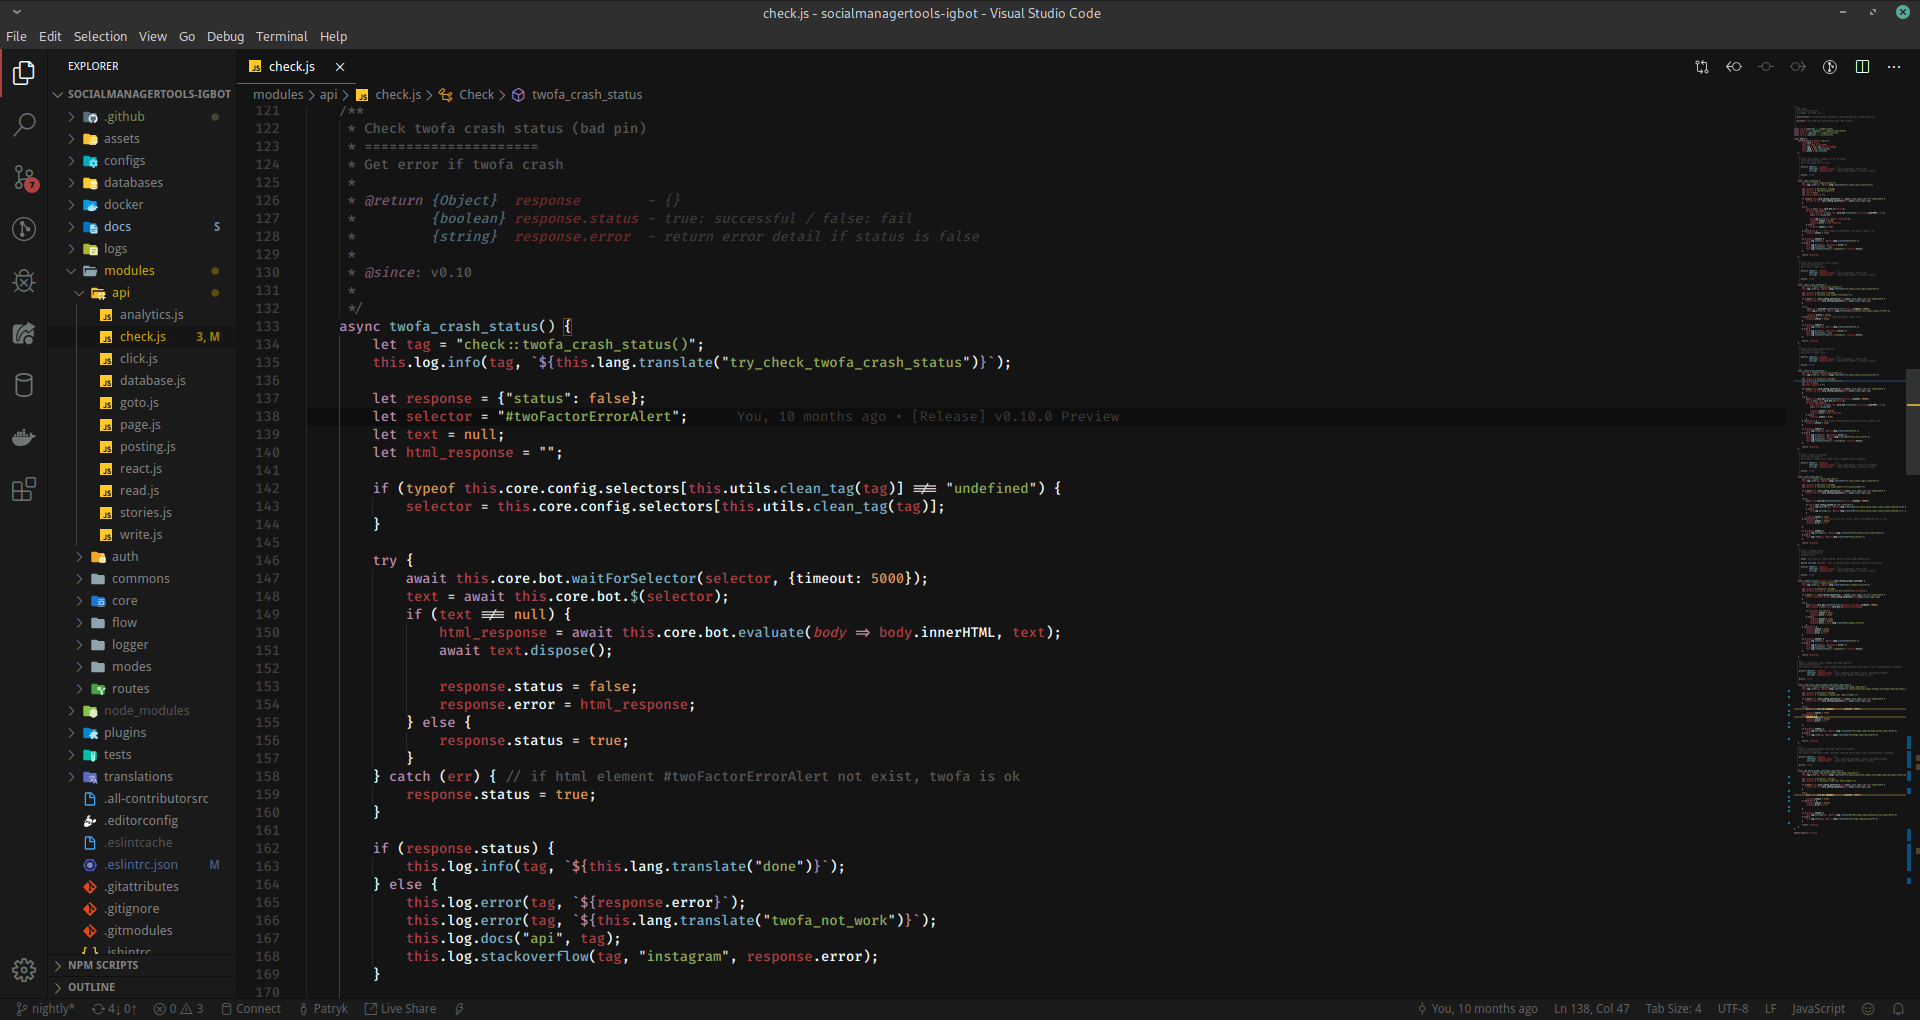 check.js - socialmanagertools-igbot - Visual Studio Code
File Edit Selection View Go Debug Terminal Help
EXPLORER
SOCIALMANAGERTOOLS-IGBOT
.github
assets
configs
databases
docker
docs S
logs
modules
api
analytics.js
check.js 3, M
click.js
database.js
goto.js
page.js
posting.js
react.js
read.js
stories.js
write.js
auth
commons
core
flow
logger
modes
routes
node_modules
plugins
tests
translations
.all-contributorsrc
.editorconfig
.eslintcache
.eslintrc.json M
.gitattributes
.gitignore
.gitmodules
.jshintrc
NPM SCRIPTS
OUTLINE
7
JS check.js
modules > api > JS check.js > Check > twofa_crash_status
121 /**
122 * Check twofa crash status (bad pin)
123 * =====================
124 * Get error if twofa crash
125 *
126 * @return {Object} response - {}
127 * {boolean} response.status - true: successful / false: fail
128 * {string} response.error - return error detail if status is false
129 *
130 * @since: v0.10
131 *
132 */
133 async twofa_crash_status() {
134 let tag = "check::twofa_crash_status()";
135 this.log.info(tag, `${this.lang.translate("try_check_twofa_crash_status")}`);
136
137 let response = {"status": false};
138 let selector = "#twoFactorErrorAlert"; You, 10 months ago • [Release] v0.10.0 Preview
139 let text = null;
140 let html_response = "";
141
142 if (typeof this.core.config.selectors[this.utils.clean_tag(tag)] !== "undefined") {
143 selector = this.core.config.selectors[this.utils.clean_tag(tag)];
144 }
145
146 try {
147 await this.core.bot.waitForSelector(selector, {timeout: 5000});
148 text = await this.core.bot.$(selector);
149 if (text !== null) {
150 html_response = await this.core.bot.evaluate(body => body.innerHTML, text);
151 await text.dispose();
152
153 response.status = false;
154 response.error = html_response;
155 } else {
156 response.status = true;
157 }
158 } catch (err) { // if html element #twoFactorErrorAlert not exist, twofa is ok
159 response.status = true;
160 }
161
162 if (response.status) {
163 this.log.info(tag, `${this.lang.translate("done")}`);
164 } else {
165 this.log.error(tag, `${response.error}`);
166 this.log.error(tag, `${this.lang.translate("twofa_not_work")}`);
167 this.log.docs("api", tag);
168 this.log.stackoverflow(tag, "instagram", response.error);
169 }
170
nightly* 4↓ 0↑ 0 3 Connect Patryk Live Share You, 10 months ago Ln 138, Col 47 Tab Size: 4 UTF-8 LF JavaScript